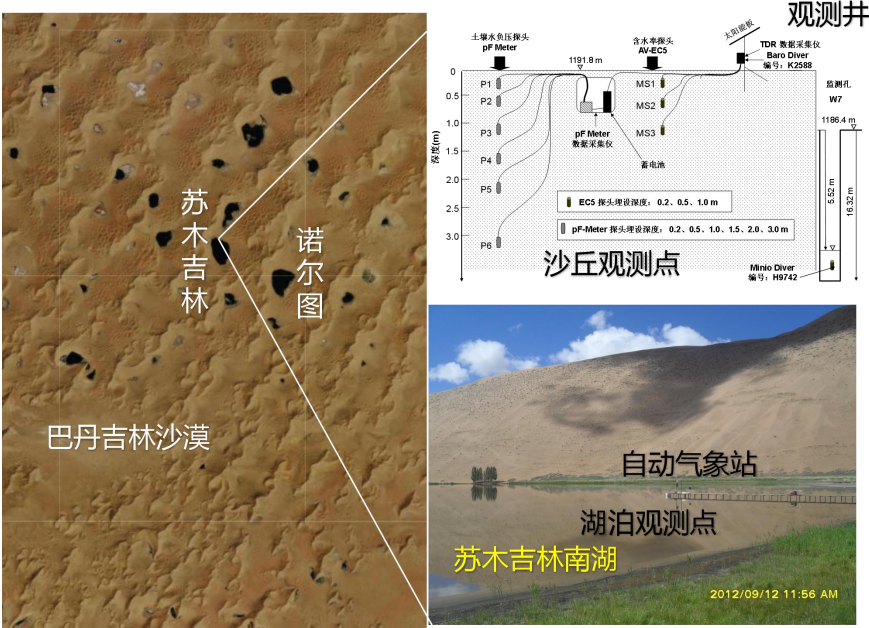 苏木吉林
诺尔图
巴丹吉林沙漠
观测井
太阳能板
土壤水负压探头
pF Meter
含水率探头
AV-EC5
TDR 数据采集仪
Baro Diver
编号：K2588
1191.8 m
监测孔
W7
1186.4 m
深度(m)
0
0.5
1.0
1.5
2.0
2.5
3.0
P1
P2
P3
P4
P5
P6
MS1
MS2
MS3
pF Meter
数据采集仪
蓄电池
EC5 探头埋设深度：0.2、0.5、1.0 m
pF-Meter 探头埋设深度：0.2、0.5、1.0、1.5、2.0、3.0 m
5.52 m
16.32 m
沙丘观测点
Minio Diver
编号：H9742
自动气象站
湖泊观测点
苏木吉林南湖
2012/09/12 11:56 AM